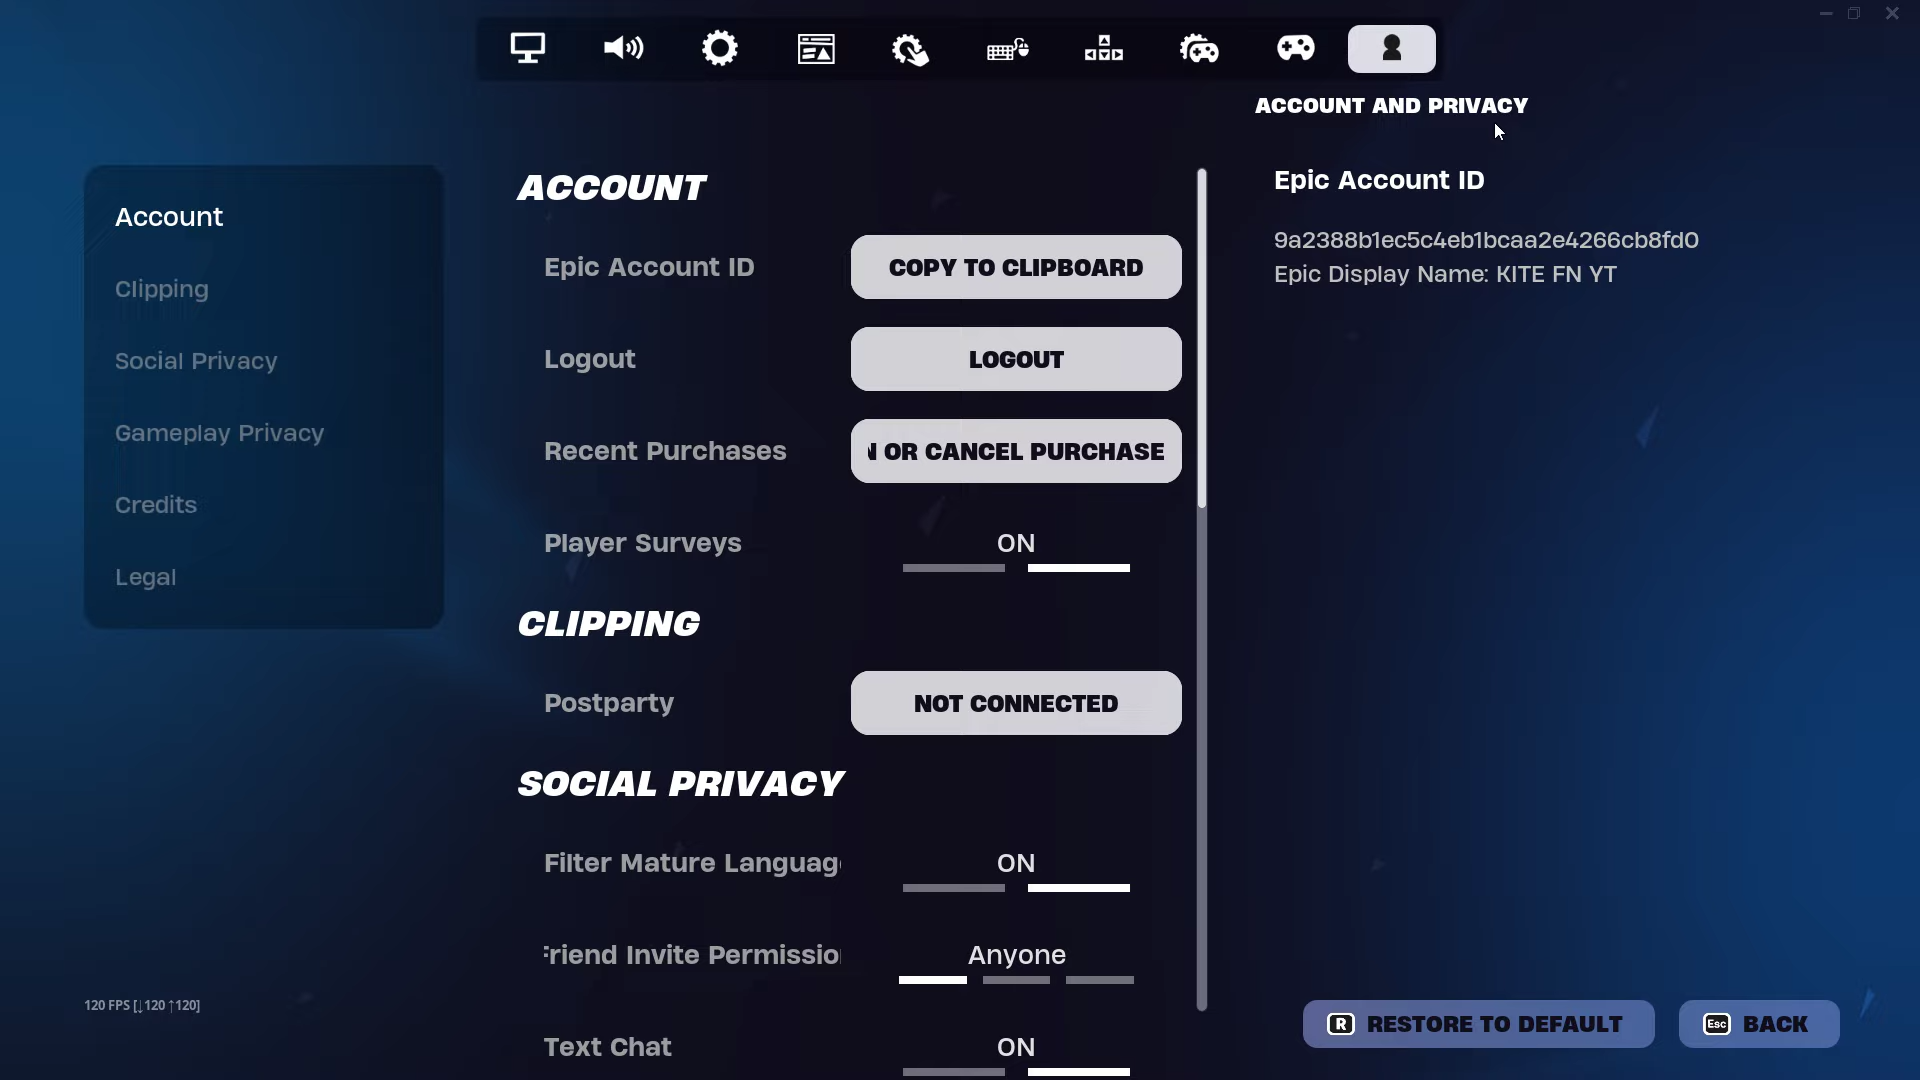 ACCOUNT AND PRIVACY
Account
Clipping
Social Privacy
Gameplay Privacy
Credits
Legal
ACCOUNT
Epic Account ID
COPY TO CLIPBOARD
Logout
LOGOUT
Recent Purchases
OR CANCEL PURCHASE
Player Surveys
ON
CLIPPING
Postparty
NOT CONNECTED
SOCIAL PRIVACY
Filter Mature Languag
ON
riend Invite Permissio
Anyone
Text Chat
ON
Epic Account ID
9a2388b1ec5c4eb1bcaa2e4266cb8fd0
Epic Display Name: KITE FN YT
120 FPS [↓120 ↑120]
R RESTORE TO DEFAULT
Esc BACK